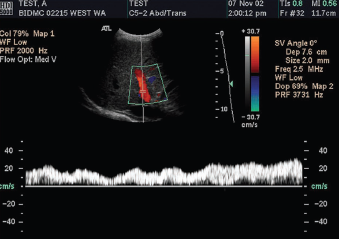 TEST, A TEST 07 Nov 02 TIs 0.8 MI 0.56
BIDMC 02215 WEST WA C5-2 Abd/Trans 2:00:12 pm Fr #32 11.7cm
Col 79% Map 1
WF Low
PRF 2000 Hz
Flow Opt: Med V
ATL
0
5
10
+ 30.7
- 30.7
cm/s
SV Angle 0°
Dep 7.6 cm
Size 2.0 mm
Freq 2.5 MHz
WF Low
Dop 69% Map 2
PRF 3731 Hz
40 40
20 20
cm/s cm/s
-20 -20
-40 -40